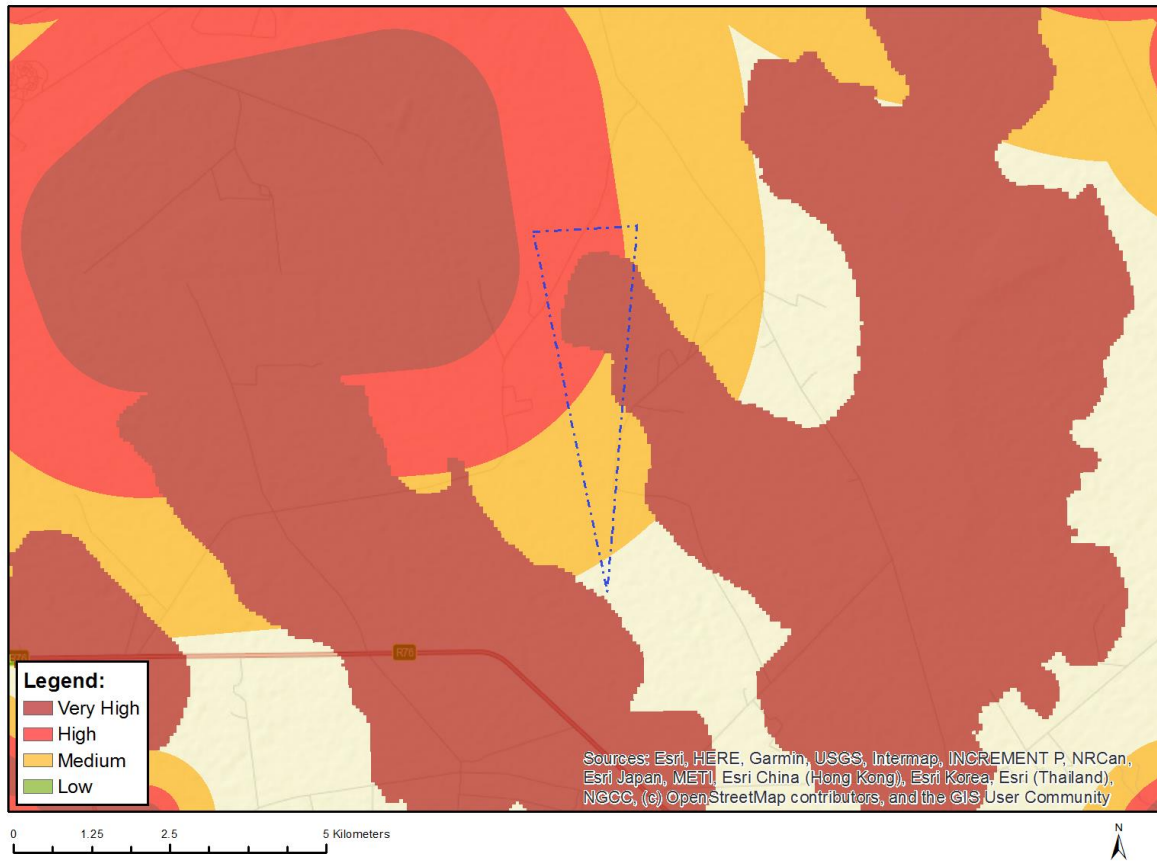 R76
R76
Legend:
Very High
High
Medium
Low
Sources: Esri, HERE, Garmin, USGS, Intermap, INCREMENT P, NRCan,
Esri Japan, METI, Esri China (Hong Kong), Esri Korea, Esri (Thailand),
NGCC, (c) OpenStreetMap contributors, and the GIS User Community
0 1.25 2.5 5 Kilometers
N